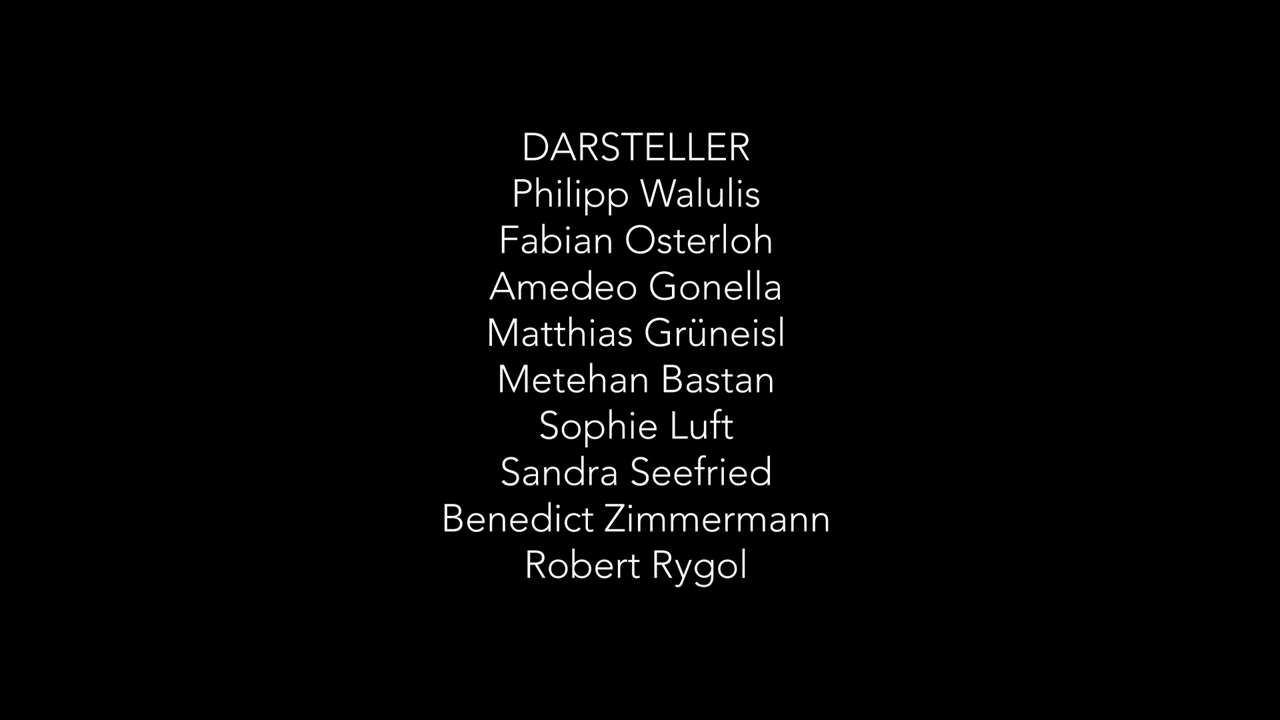 DARSTELLER
Philipp Walulis
Fabian Osterloh
Amedeo Gonella
Matthias Grüneisl
Metehan Bastan
Sophie Luft
Sandra Seefried
Benedict Zimmermann
Robert Rygol